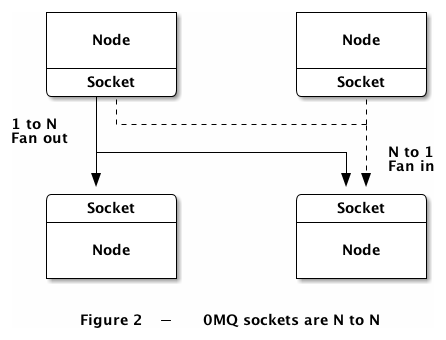 Node
Node
Socket
Socket
1 to N
Fan out
N to 1
Fan in
Socket
Socket
Node
Node
Figure 2 — 0MQ sockets are N to N